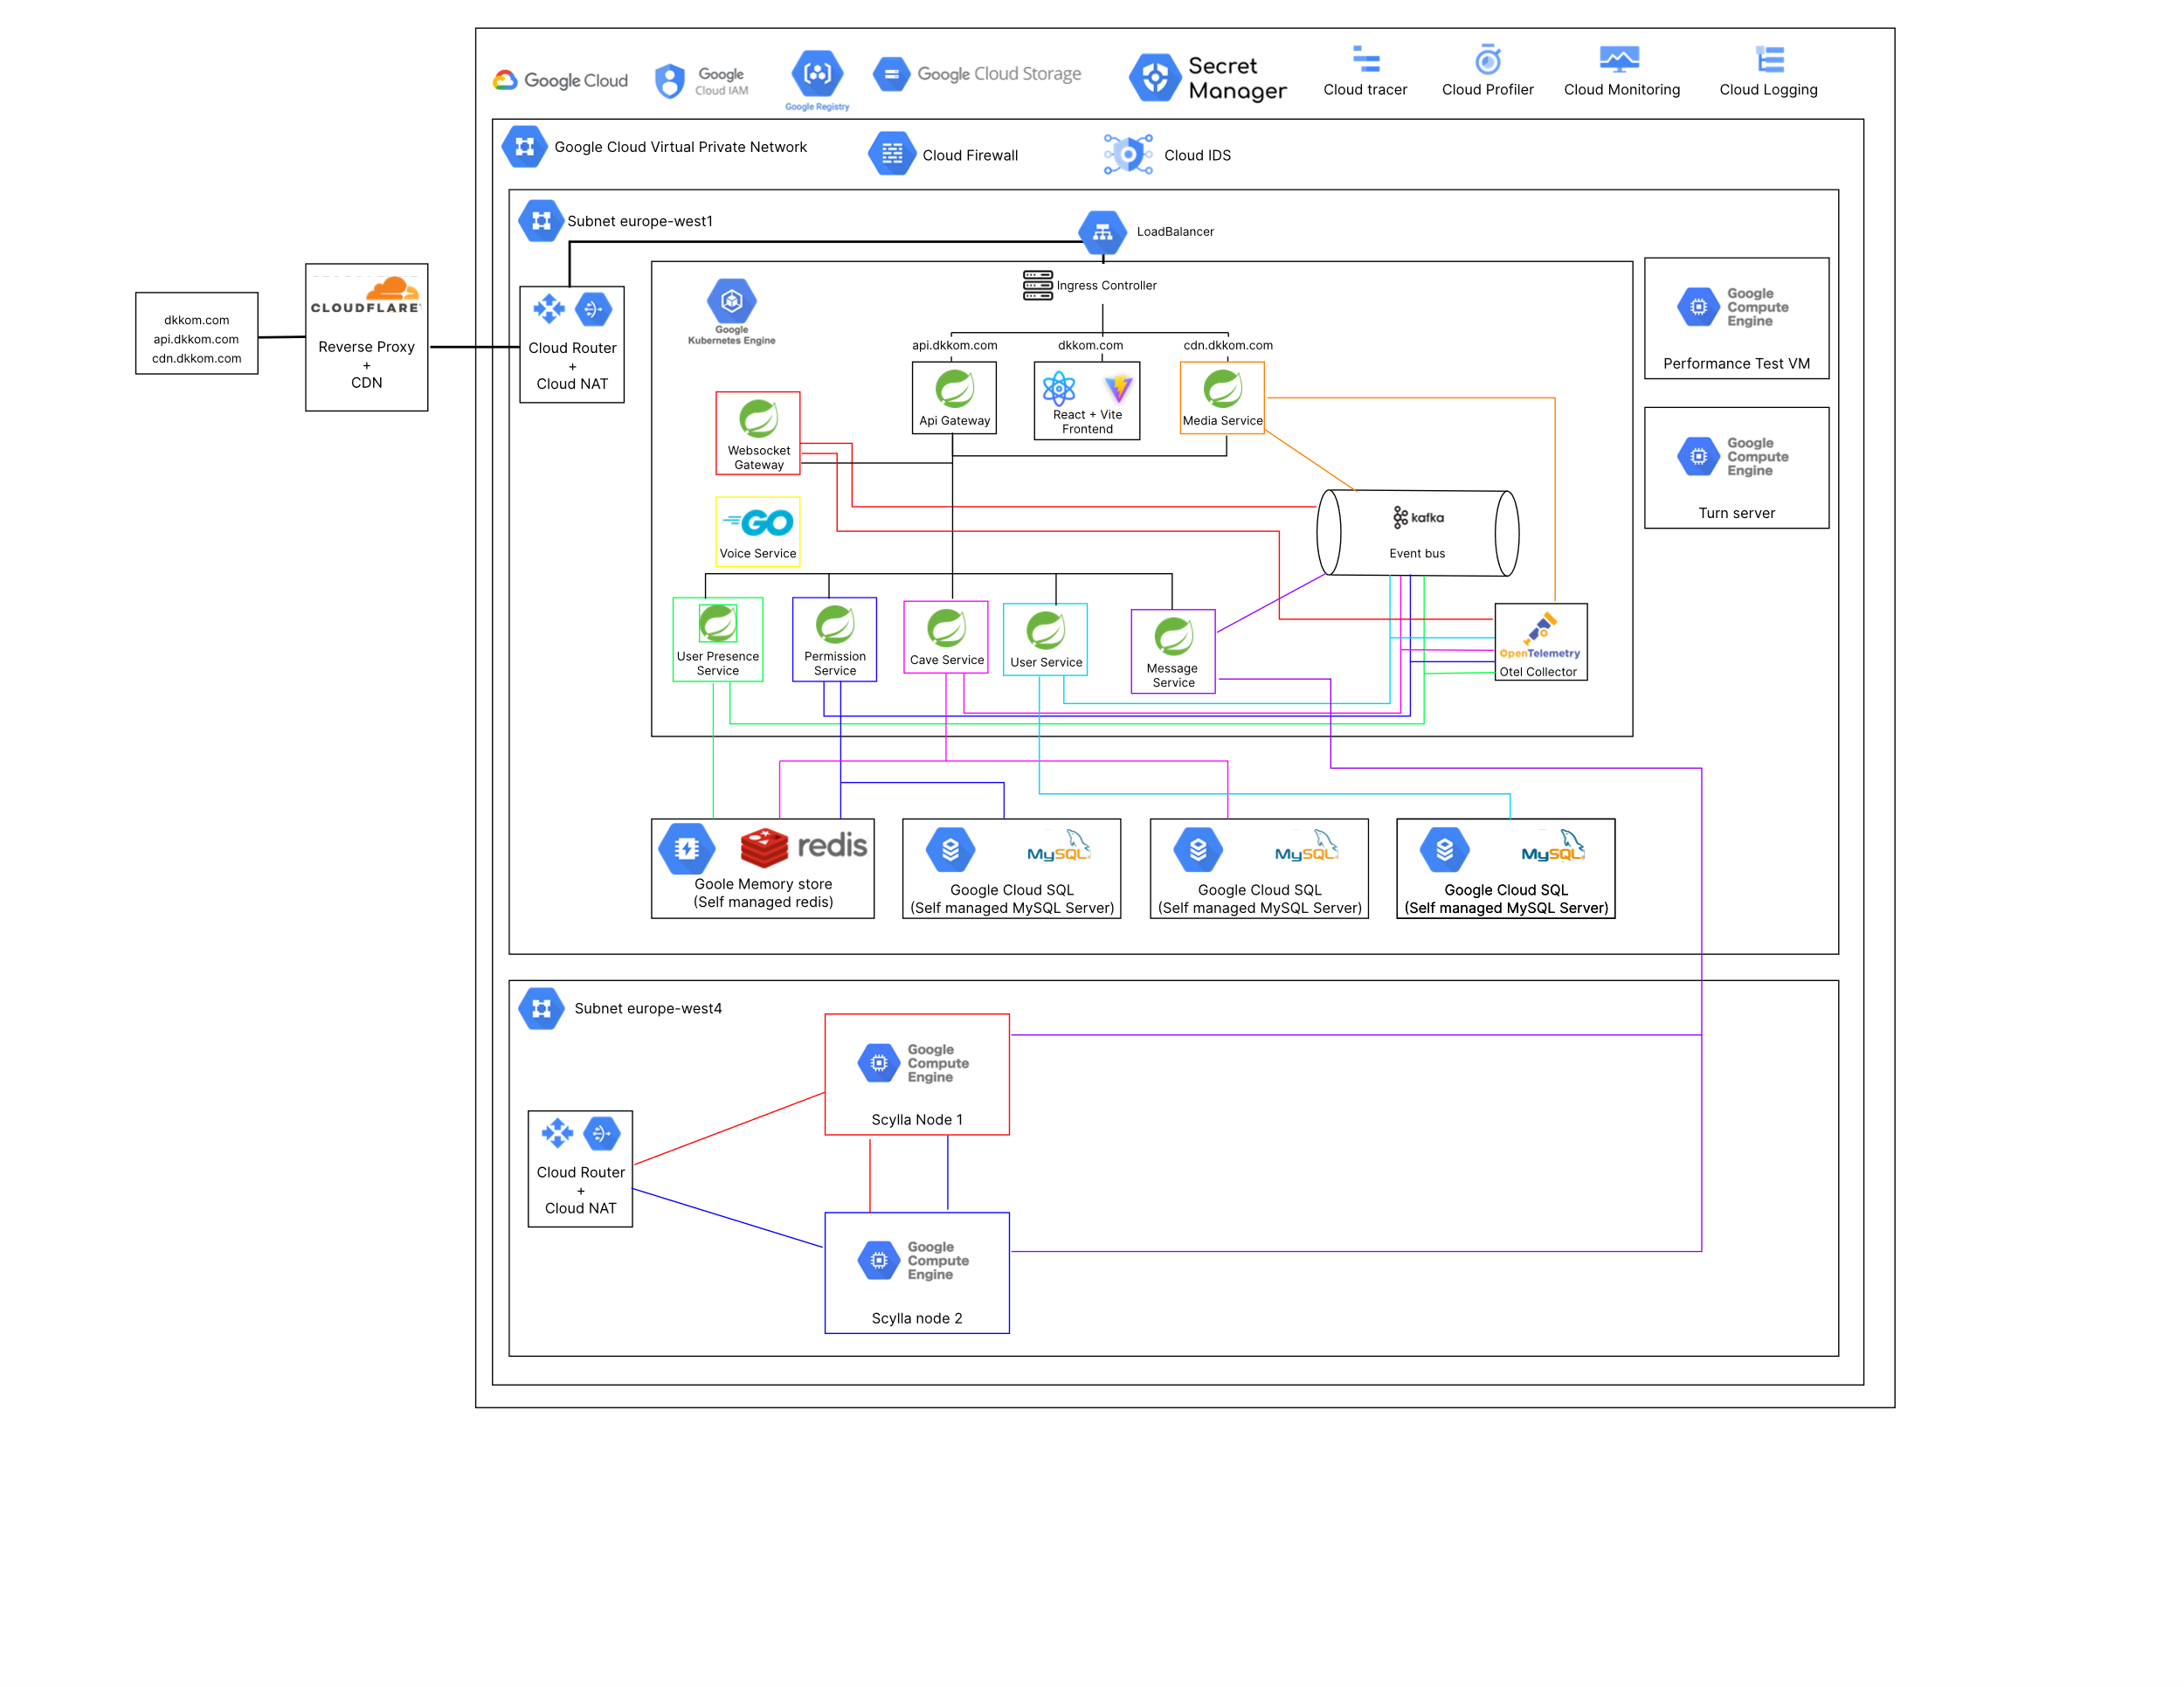 Google Cloud
Google
Cloud IAM
Google Registry
Google Cloud Storage
Secret
Manager
Cloud tracer
Cloud Profiler
Cloud Monitoring
Cloud Logging
Google Cloud Virtual Private Network
Cloud Firewall
Cloud IDS
Subnet europe-west1
LoadBalancer
dkkom.com
api.dkkom.com
cdn.dkkom.com
CLOUDFLARE
Reverse Proxy
+
CDN
Cloud Router
+
Cloud NAT
Google
Kubernetes Engine
Ingress Controller
api.dkkom.com
dkkom.com
cdn.dkkom.com
Api Gateway
React + Vite
Frontend
Media Service
Websocket
Gateway
GO
Voice Service
kafka
Event bus
User Presence
Service
Permission
Service
Cave Service
User Service
Message
Service
OpenTelemetry
Otel Collector
Google
Compute
Engine
Performance Test VM
Google
Compute
Engine
Turn server
redis
Goole Memory store
(Self managed redis)
MySQL
Google Cloud SQL
(Self managed MySQL Server)
MySQL
Google Cloud SQL
(Self managed MySQL Server)
MySQL
Google Cloud SQL
(Self managed MySQL Server)
Subnet europe-west4
Cloud Router
+
Cloud NAT
Google
Compute
Engine
Scylla Node 1
Google
Compute
Engine
Scylla node 2